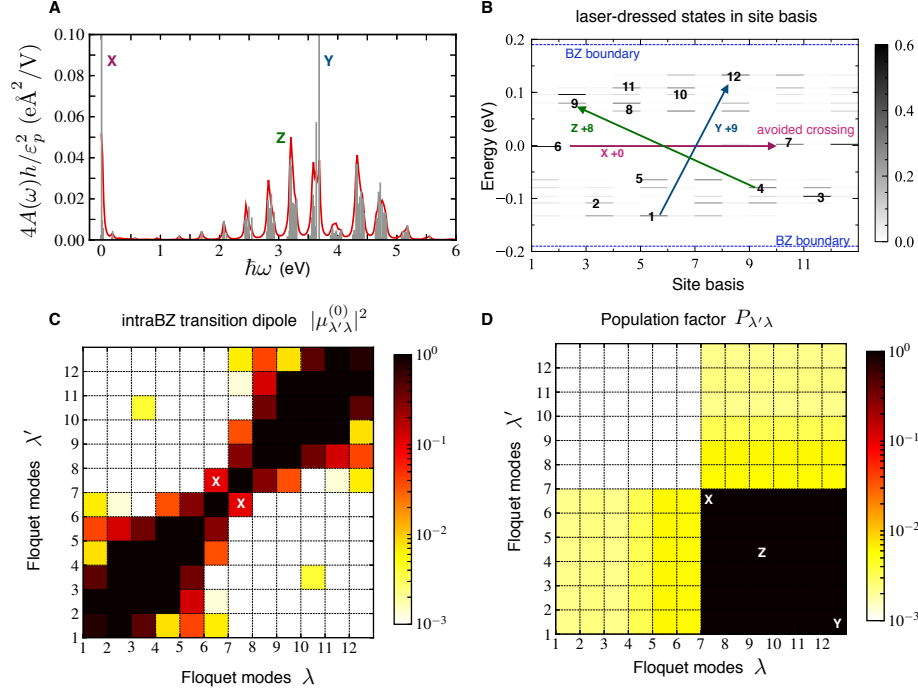 A
4A(ω)h/ε_p^2 (eÅ^2/V)
0.10
0.08
0.06
0.04
0.02
0.00
X
Z
Y
0 1 2 3 4 5 6
ħω (eV)
B laser-dressed states in site basis
Energy (eV)
0.2
0.1
0.0
−0.1
−0.2
BZ boundary
12
11
10
9
8
Z +8
Y +9
avoided crossing
6
X +0
7
5
4
3
2
1
BZ boundary
1 3 5 7 9 11
Site basis
0.6
0.5
0.4
0.3
0.2
0.1
0.0
C intraBZ transition dipole |μ_{λ′λ}^{(0)}|^2
Floquet modes λ′
12
11
10
9
8
7
6
5
4
3
2
1
X
X
1 2 3 4 5 6 7 8 9 10 11 12
Floquet modes λ
10^0
10^{−1}
10^{−2}
10^{−3}
D Population factor P_{λ′λ}
Floquet modes λ′
12
11
10
9
8
7
6
5
4
3
2
1
X
Z
Y
1 2 3 4 5 6 7 8 9 10 11 12
Floquet modes λ
10^0
10^{−1}
10^{−2}
10^{−3}